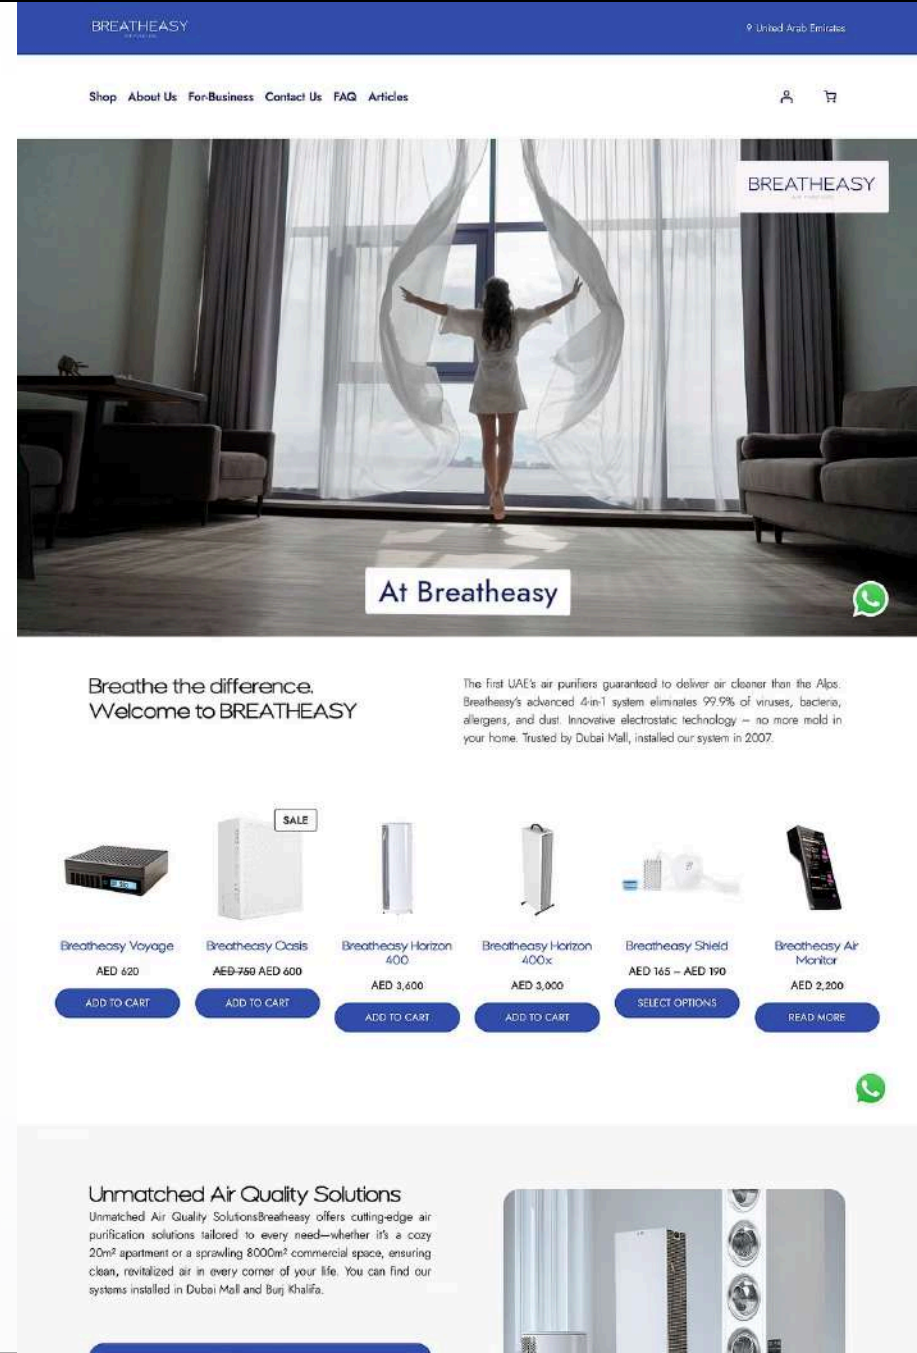 BREATHEASY
United Arab Emirates
Shop About Us For-Business Contact Us FAQ Articles
BREATHEASY
At Breatheasy
Breathe the difference.
Welcome to BREATHEASY
The first UAE's air purifiers guaranteed to deliver air cleaner than the Alps.
Breatheasy's advanced 4-in-1 system eliminates 99.9% of viruses, bacteria,
allergens, and dust. Innovative electrostatic technology – no more mold in
your home. Trusted by Dubai Mall, installed our system in 2007.
SALE
Breatheasy Voyage
AED 620
ADD TO CART
Breatheasy Oasis
AED 750 AED 600
ADD TO CART
Breatheasy Horizon
400
AED 3,600
ADD TO CART
Breatheasy Horizon
400x
AED 3,000
ADD TO CART
Breatheasy Shield
AED 165 – AED 190
SELECT OPTIONS
Breatheasy Air
Monitor
AED 2,200
READ MORE
Unmatched Air Quality Solutions
Unmatched Air Quality SolutionsBreatheasy offers cutting-edge air
purification solutions tailored to every need—whether it's a cozy
20m² apartment or a sprawling 8000m² commercial space, ensuring
clean, revitalized air in every corner of your life. You can find our
systems installed in Dubai Mall and Burj Khalifa.